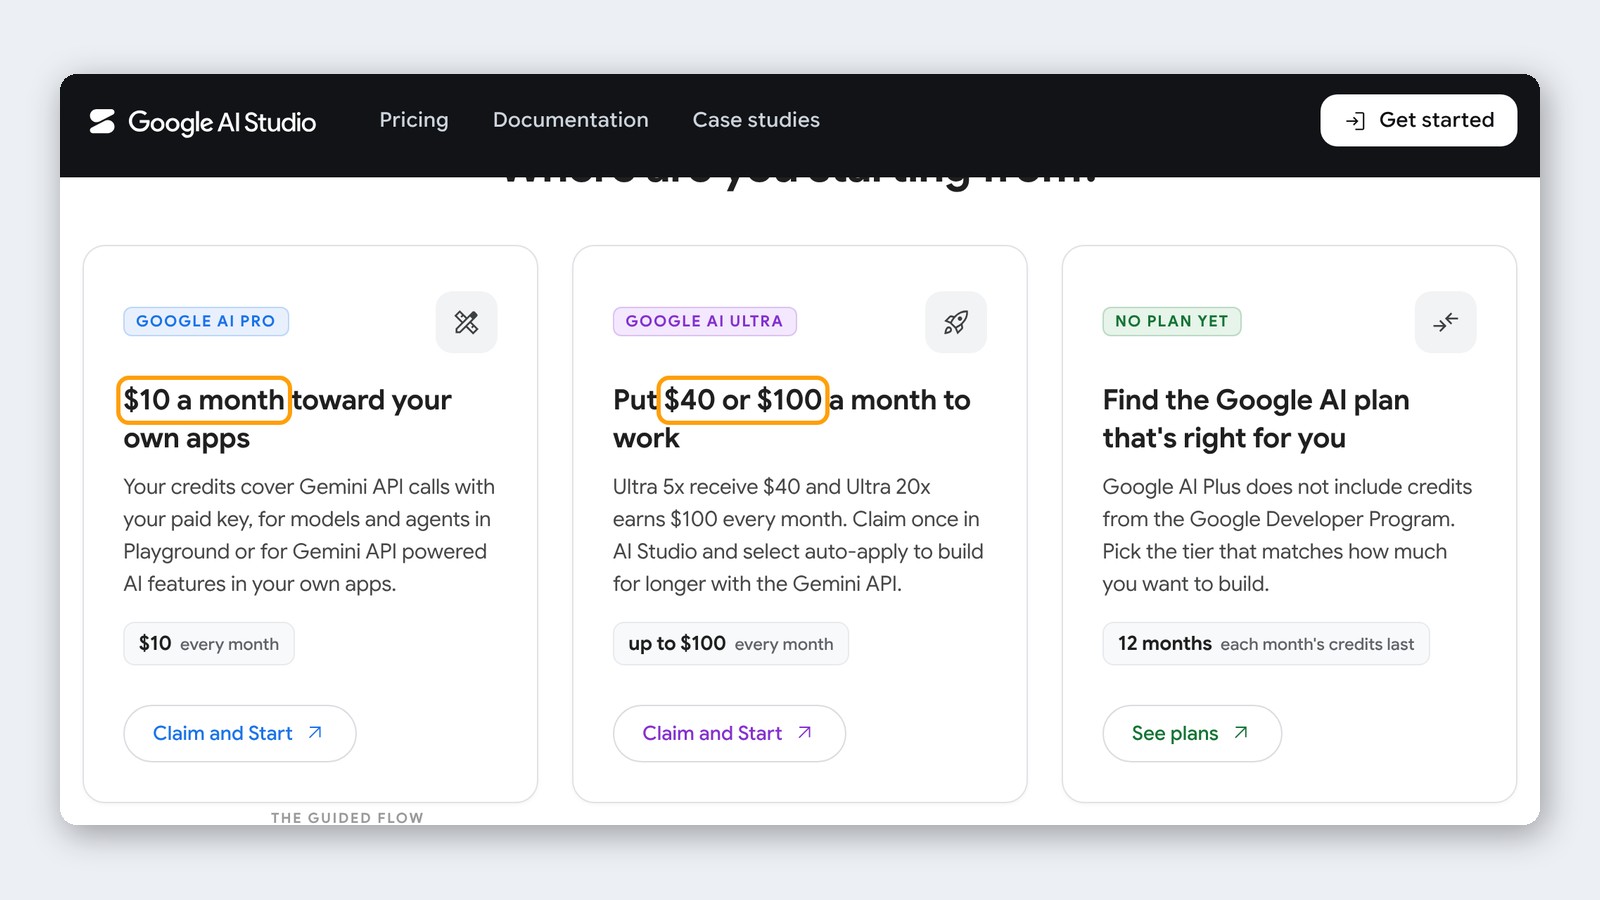 Google AI Studio
Pricing
Documentation
Case studies
Get started
Where are you starting from?
GOOGLE AI PRO
$10 a month toward your
own apps
Your credits cover Gemini API calls with
your paid key, for models and agents in
Playground or for Gemini API powered
AI features in your own apps.
$10 every month
Claim and Start
GOOGLE AI ULTRA
Put $40 or $100 a month to
work
Ultra 5x receive $40 and Ultra 20x
earns $100 every month. Claim once in
AI Studio and select auto-apply to build
for longer with the Gemini API.
up to $100 every month
Claim and Start
NO PLAN YET
Find the Google AI plan
that's right for you
Google AI Plus does not include credits
from the Google Developer Program.
Pick the tier that matches how much
you want to build.
12 months each month's credits last
See plans
THE GUIDED FLOW